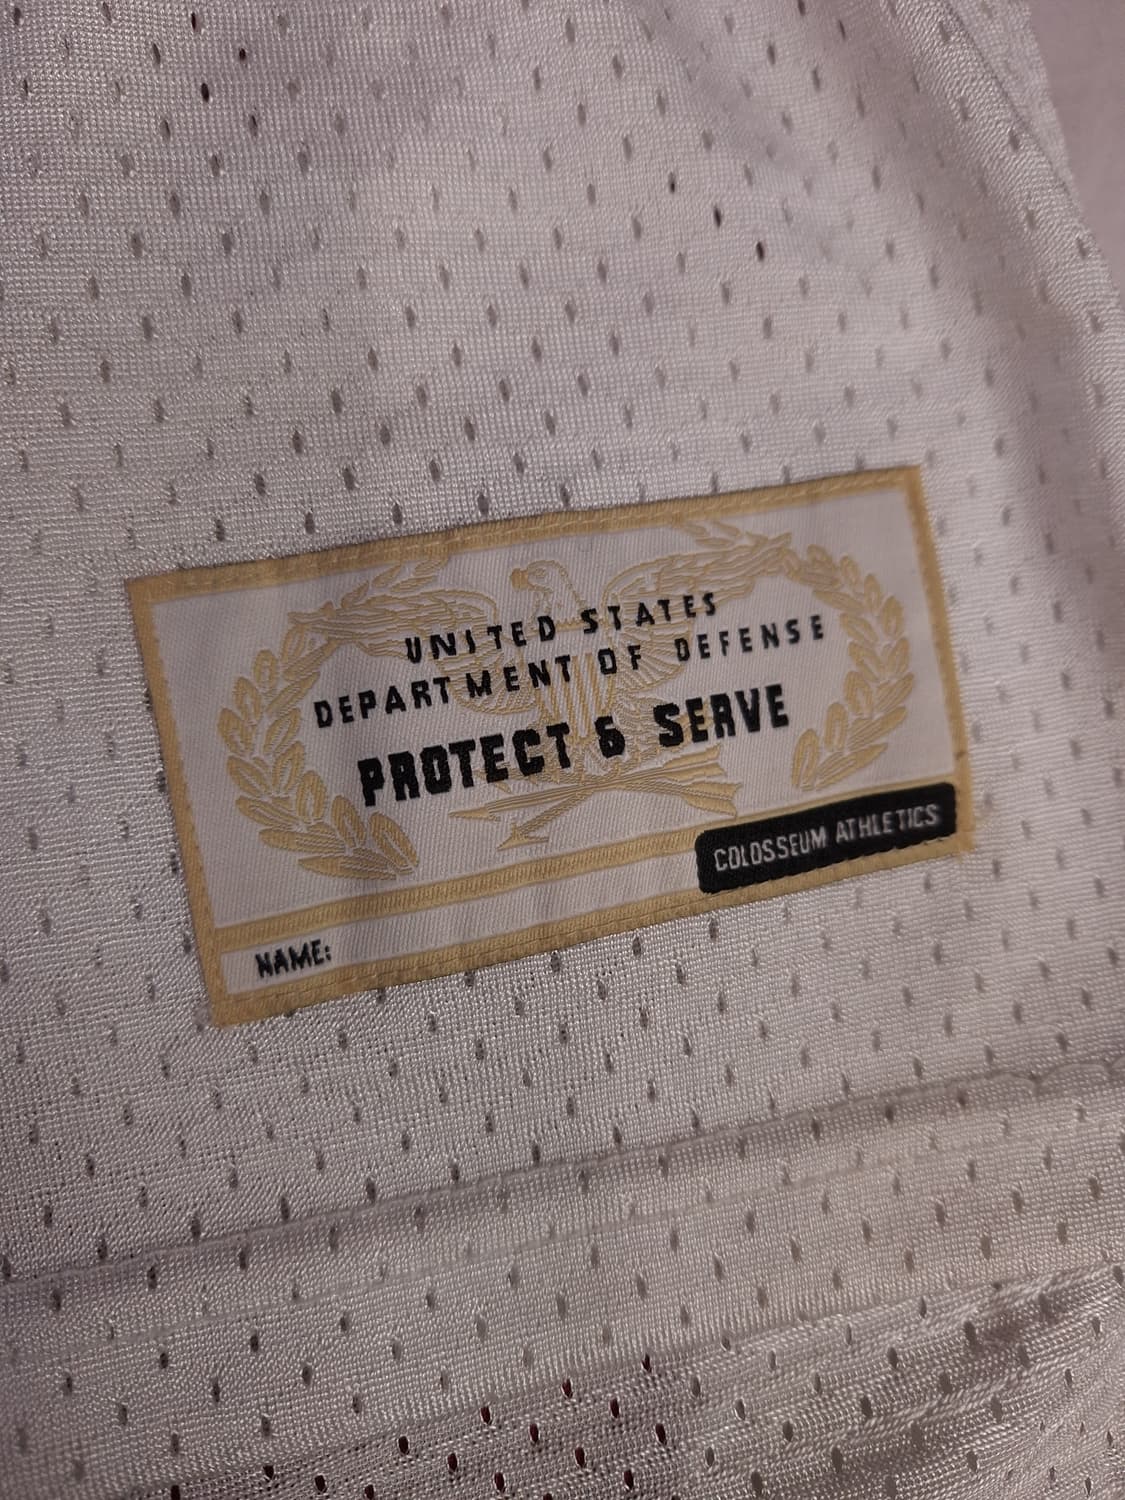 UNITED STATES
DEPARTMENT OF DEFENSE
PROTECT & SERVE
COLOSSEUM ATHLETICS
NAME: